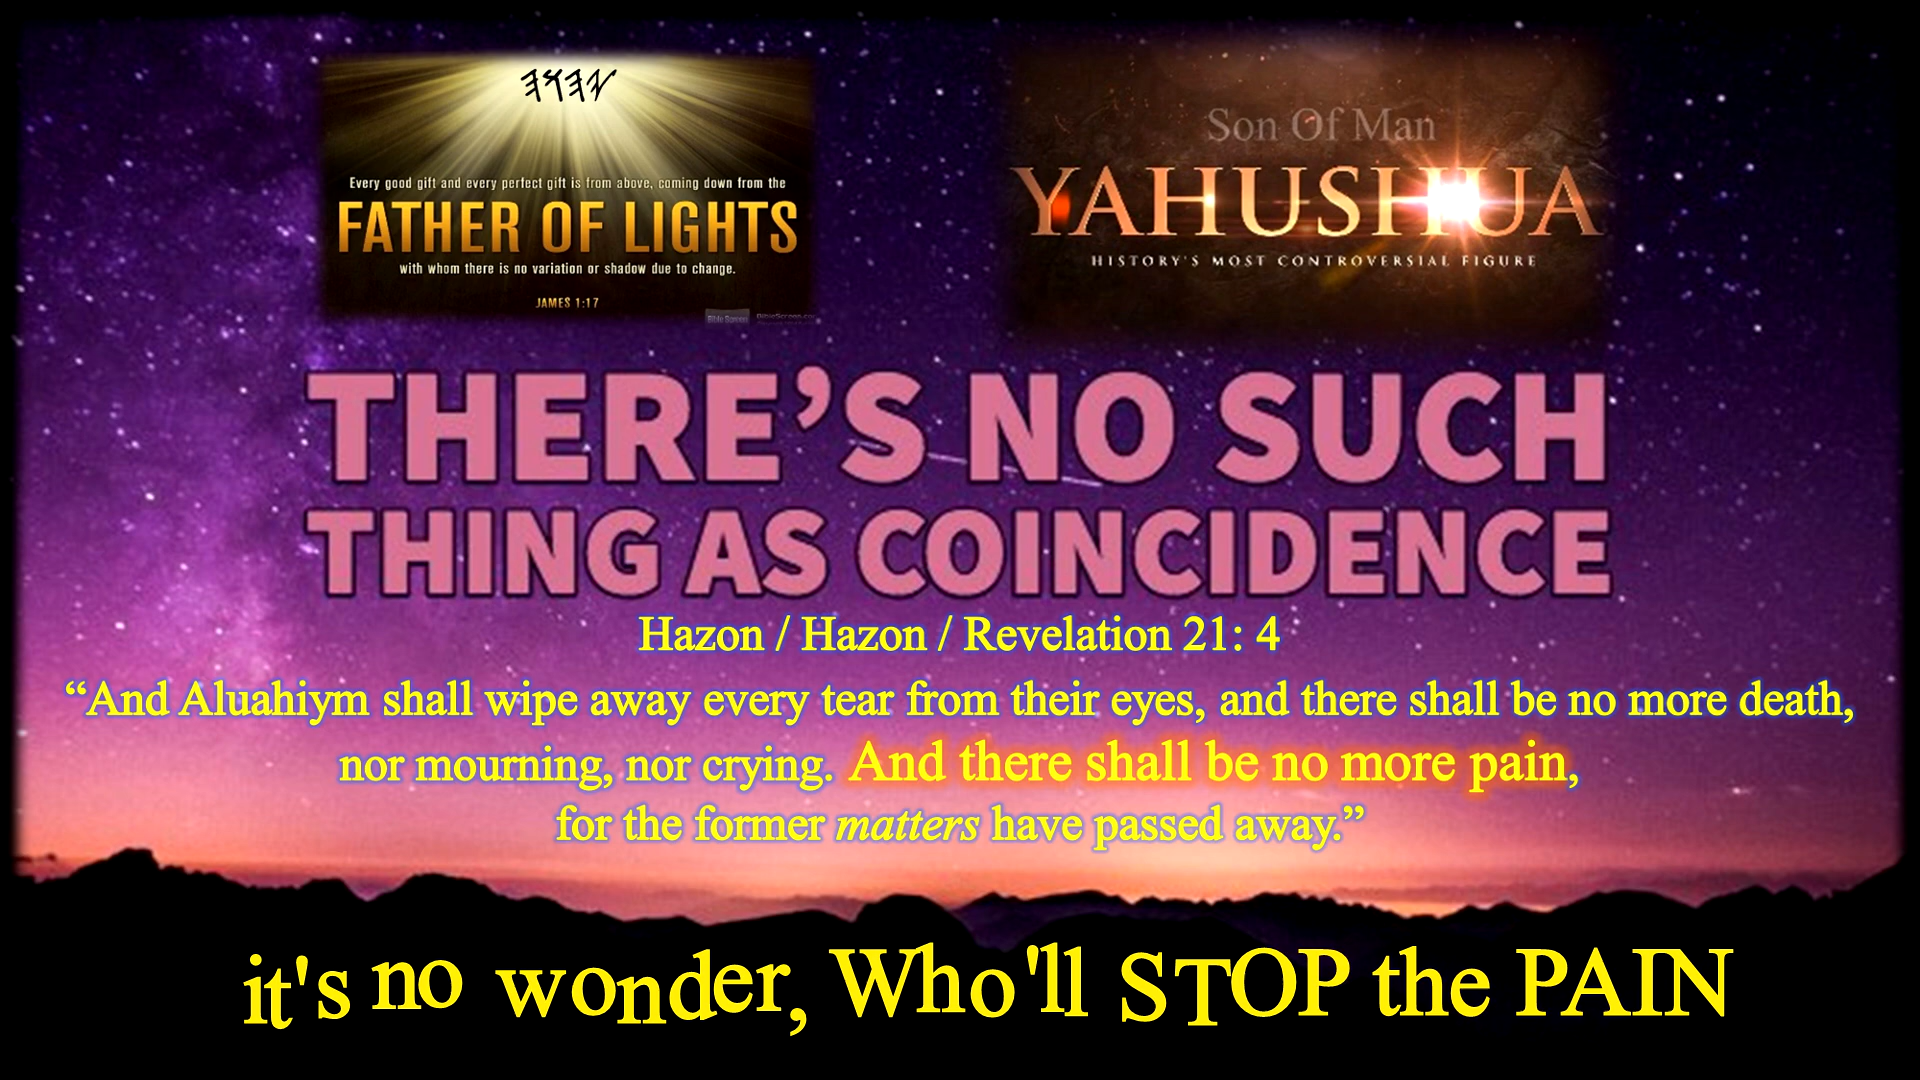 𐤉𐤄𐤅𐤄
Every good gift and every perfect gift is from above, coming down from the
FATHER OF LIGHTS
with whom there is no variation or shadow due to change.
JAMES 1:17
Bible Screen
Son Of Man
YAHUSHUA
HISTORY'S MOST CONTROVERSIAL FIGURE
THERE’S NO SUCH
THING AS COINCIDENCE
Hazon / Hazon / Revelation 21: 4
“And Aluahiym shall wipe away every tear from their eyes, and there shall be no more death,
nor mourning, nor crying. And there shall be no more pain,
for the former matters have passed away.”
it's no wonder, Who'll STOP the PAIN